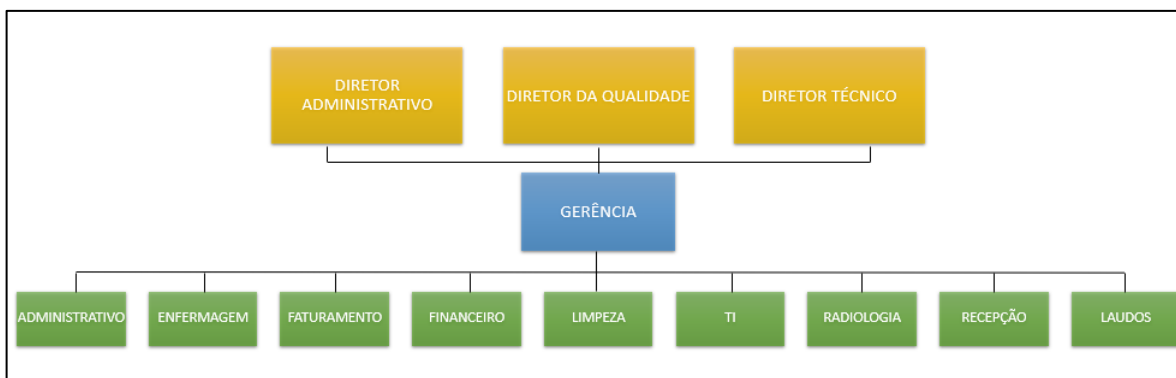 DIRETOR
ADMINISTRATIVO
DIRETOR DA QUALIDADE
DIRETOR TÉCNICO
GERÊNCIA
ADMINISTRATIVO
ENFERMAGEM
FATURAMENTO
FINANCEIRO
LIMPEZA
TI
RADIOLOGIA
RECEPÇÃO
LAUDOS